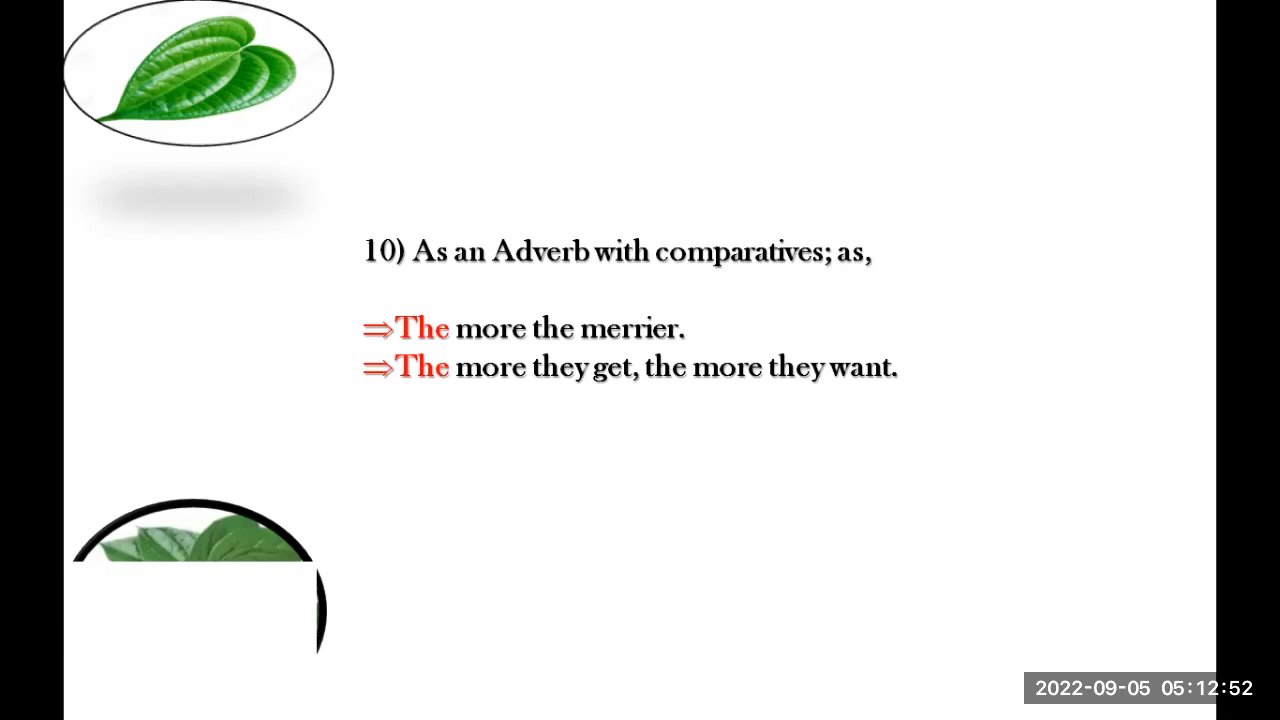 10) As an Adverb with comparatives; as,
⇒The more the merrier.
⇒The more they get, the more they want.
2022-09-05 05:12:52